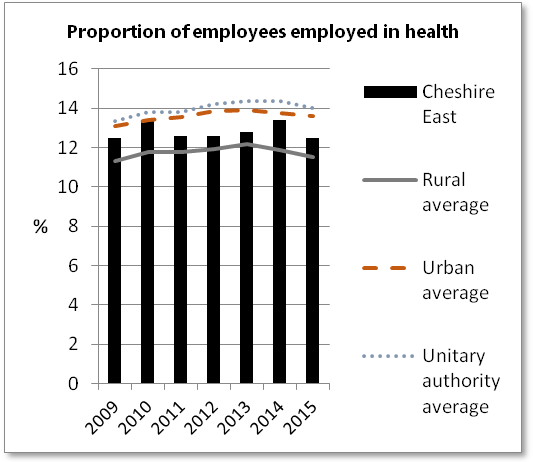 Proportion of employees employed in health
16
14
12
10
8
6
4
2
0
%
2009
2010
2011
2012
2013
2014
2015
Cheshire
East
Rural
average
Urban
average
Unitary
authority
average